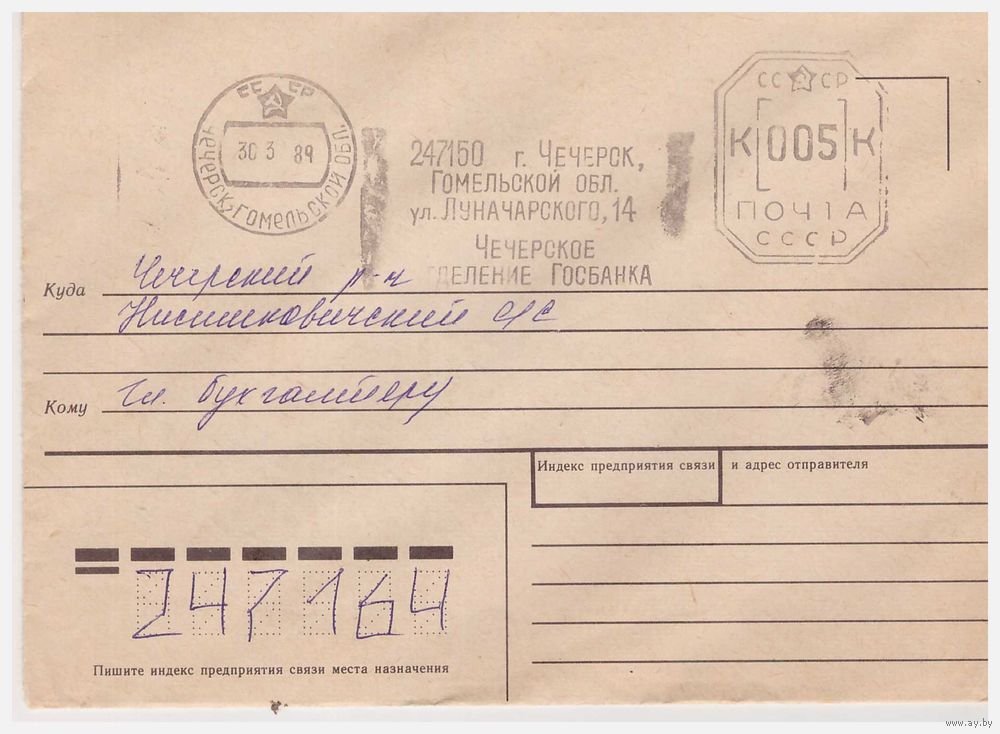 СССР
30 3 89
Чечерск, Гомельской обл.
247150 г. Чечерск,
Гомельской обл.
ул. Луначарского, 14
Чечерское
деление Госбанка
СССР
К 005 К
ПОЧТА
СССР
Куда Чечерский р-н
Нисимковичский с/с
Кому Гл. бухгалтеру
Индекс предприятия связи и адрес отправителя
247164
Пишите индекс предприятия связи места назначения
www.ay.by